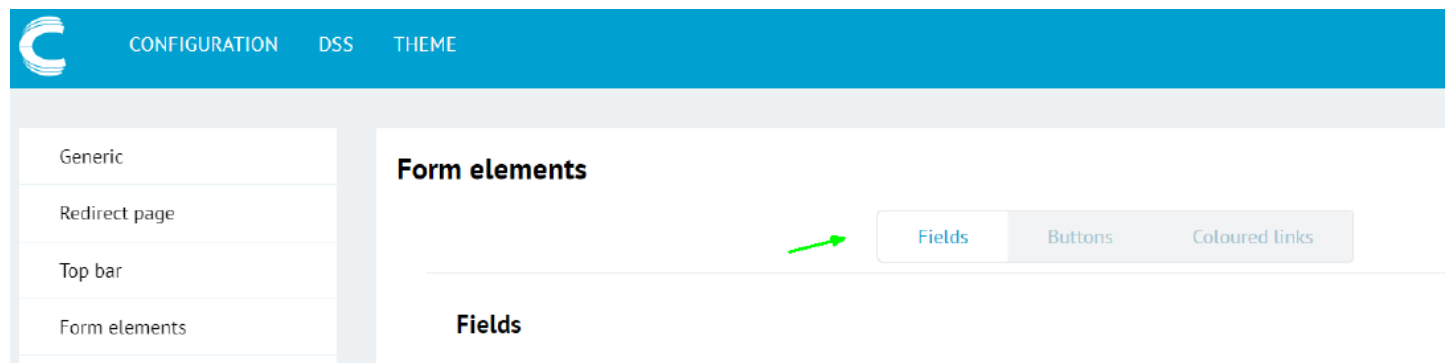 CONFIGURATION DSS THEME
Generic
Redirect page
Top bar
Form elements
Form elements
Fields Buttons Coloured links
Fields